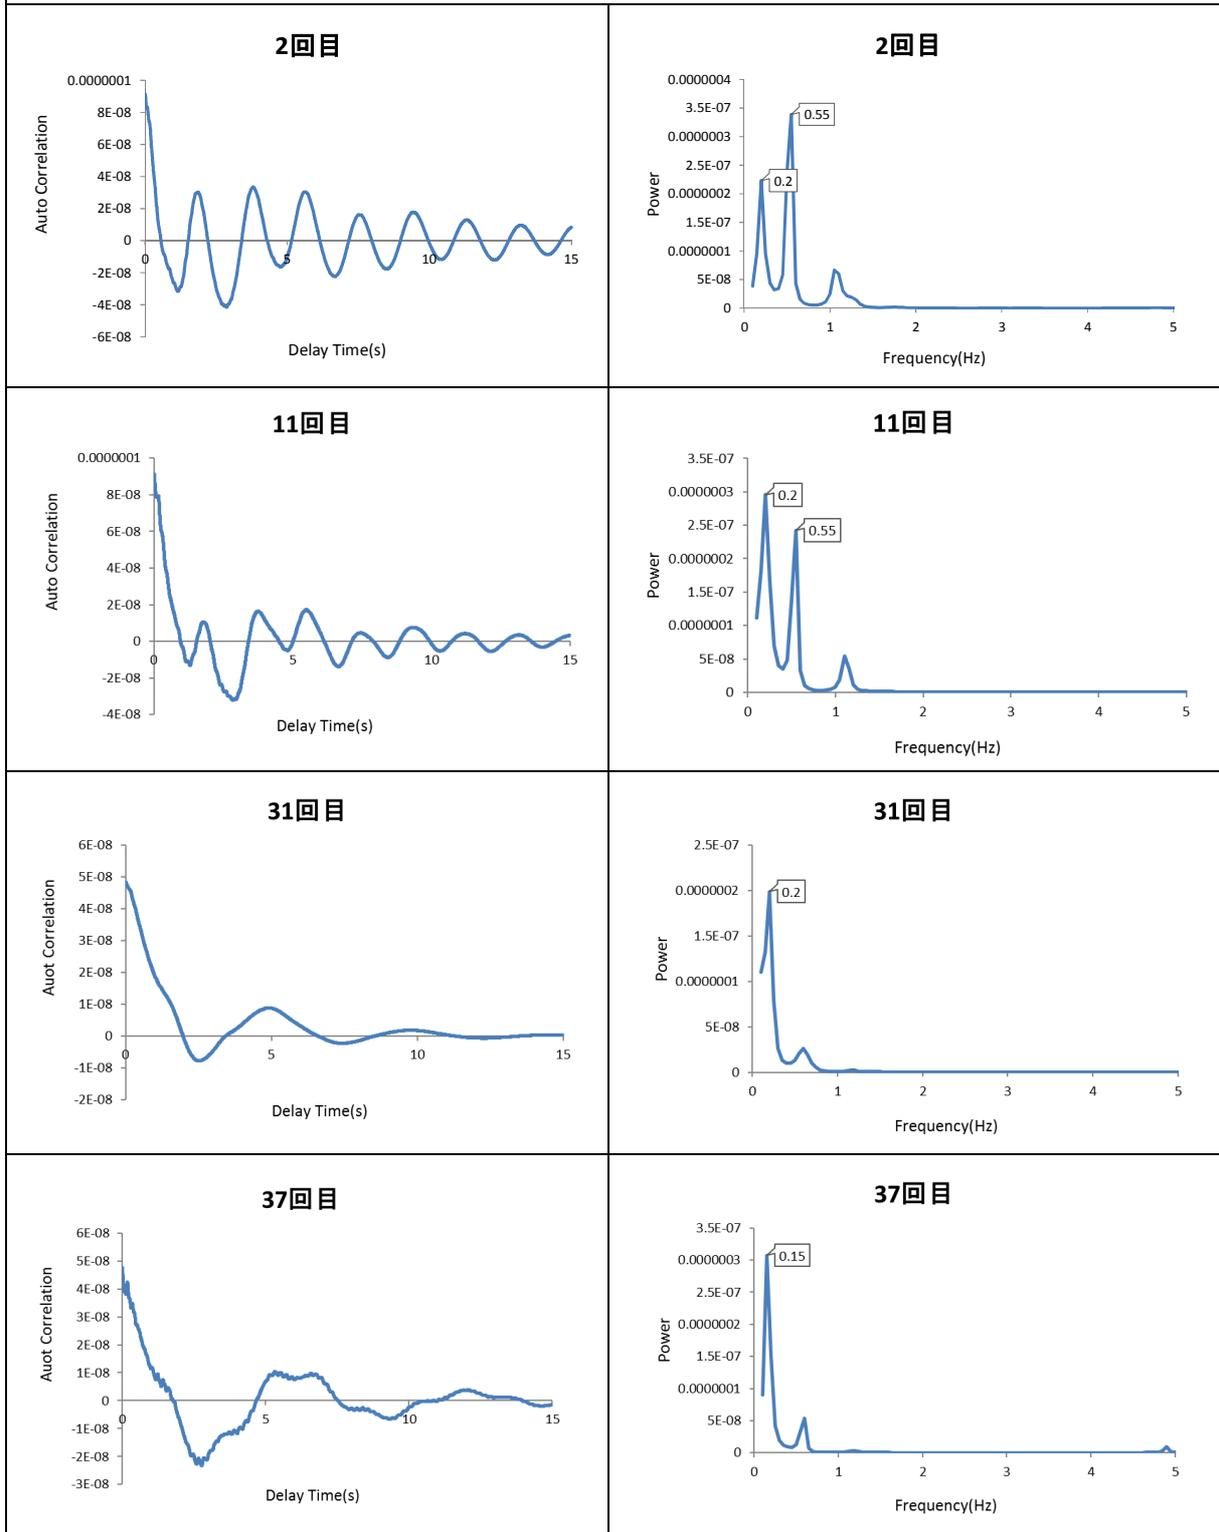 2回目
0.0000001
8E-08
6E-08
4E-08
2E-08
0
-2E-08
-4E-08
-6E-08
Auto Correlation
0 5 10 15
Delay Time(s)
2回目
0.0000004
3.5E-07
0.0000003
2.5E-07
0.0000002
1.5E-07
0.0000001
5E-08
0
Power
0.55
0.2
0 1 2 3 4 5
Frequency(Hz)
11回目
0.0000001
8E-08
6E-08
4E-08
2E-08
0
-2E-08
-4E-08
Auto Correlation
0 5 10 15
Delay Time(s)
11回目
3.5E-07
0.0000003
2.5E-07
0.0000002
1.5E-07
0.0000001
5E-08
0
Power
0.2
0.55
0 1 2 3 4 5
Frequency(Hz)
31回目
6E-08
5E-08
4E-08
3E-08
2E-08
1E-08
0
-1E-08
-2E-08
Auot Correlation
0 5 10 15
Delay Time(s)
31回目
2.5E-07
0.0000002
1.5E-07
0.0000001
5E-08
0
Power
0.2
0 1 2 3 4 5
Frequency(Hz)
37回目
6E-08
5E-08
4E-08
3E-08
2E-08
1E-08
0
-1E-08
-2E-08
-3E-08
Auot Correlation
0 5 10 15
Delay Time(s)
37回目
3.5E-07
0.0000003
2.5E-07
0.0000002
1.5E-07
0.0000001
5E-08
0
Power
0.15
0 1 2 3 4 5
Frequency(Hz)